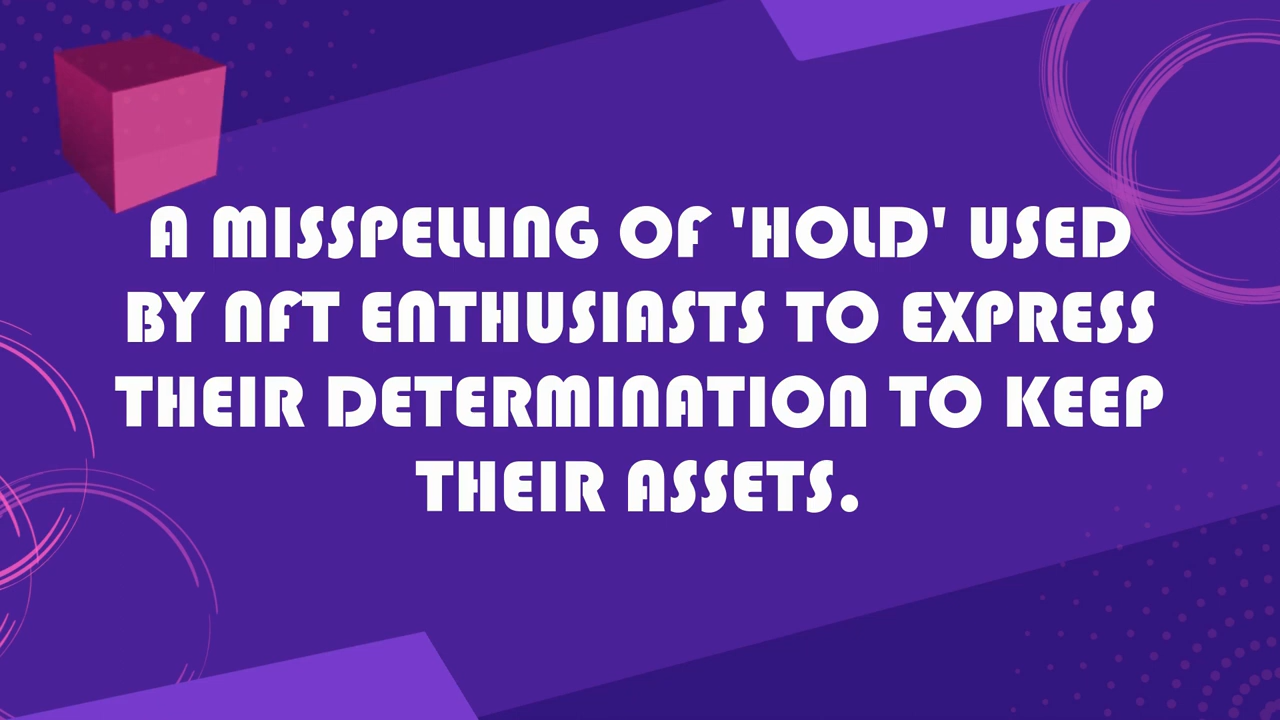 A MISSPELLING OF 'HOLD' USED
BY NFT ENTHUSIASTS TO EXPRESS
THEIR DETERMINATION TO KEEP
THEIR ASSETS.